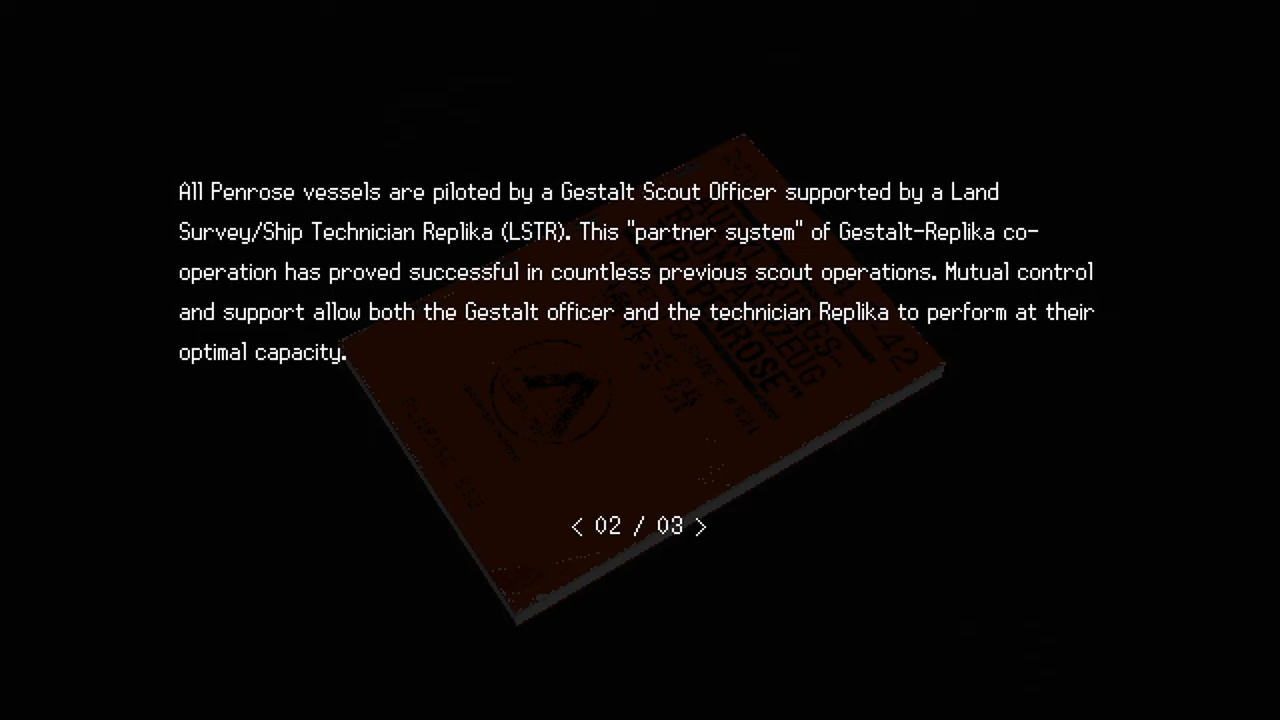 All Penrose vessels are piloted by a Gestalt Scout Officer supported by a Land
Survey/Ship Technician Replika (LSTR). This "partner system" of Gestalt-Replika co-
operation has proved successful in countless previous scout operations. Mutual control
and support allow both the Gestalt officer and the technician Replika to perform at their
optimal capacity.
"PENROSE"
< 02 / 03 >